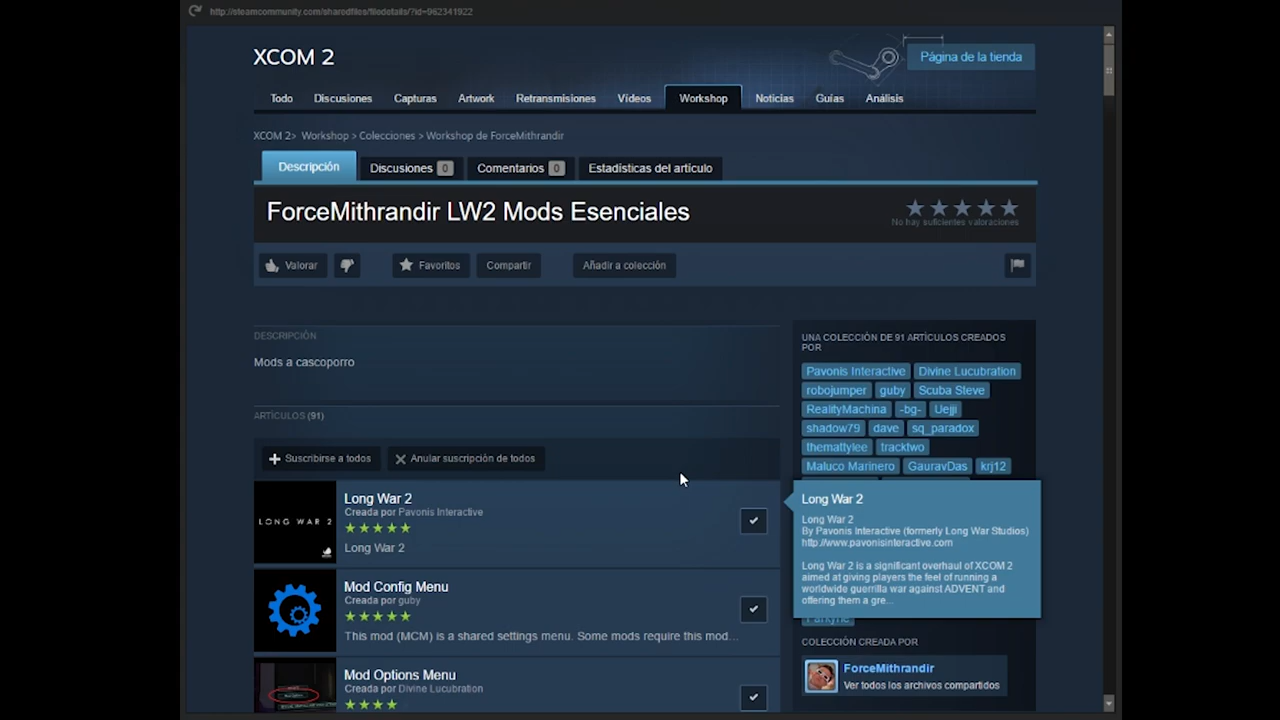 http://steamcommunity.com/sharedfiles/filedetails/?id=962341922
XCOM 2
Página de la tienda
Todo Discusiones Capturas Artwork Retransmisiones Vídeos Workshop Noticias Guías Análisis
XCOM 2> Workshop > Colecciones > Workshop de ForceMithrandir
Descripción Discusiones 0 Comentarios 0 Estadísticas del artículo
ForceMithrandir LW2 Mods Esenciales
No hay suficientes valoraciones
Valorar Favoritos Compartir Añadir a colección
DESCRIPCIÓN
Mods a cascoporro
ARTÍCULOS (91)
Suscribirse a todos Anular suscripción de todos
LONG WAR 2
Long War 2
Creada por Pavonis Interactive
Long War 2
Mod Config Menu
Creada por guby
This mod (MCM) is a shared settings menu. Some mods require this mod...
Mod Options Menu
Creada por Divine Lucubration
UNA COLECCIÓN DE 91 ARTÍCULOS CREADOS
POR
Pavonis Interactive Divine Lucubration
robojumper guby Scuba Steve
RealityMachina -bg- Uejji
shadow79 dave sq_paradox
themattylee tracktwo
Maluco Marinero GauravDas krj12
Long War 2
Long War 2
By Pavonis Interactive (formerly Long War Studios)
http://www.pavonisinteractive.com
Long War 2 is a significant overhaul of XCOM 2
aimed at giving players the feel of running a
worldwide guerrilla war against ADVENT and
offering them a gre...
COLECCIÓN CREADA POR
ForceMithrandir
Ver todos los archivos compartidos